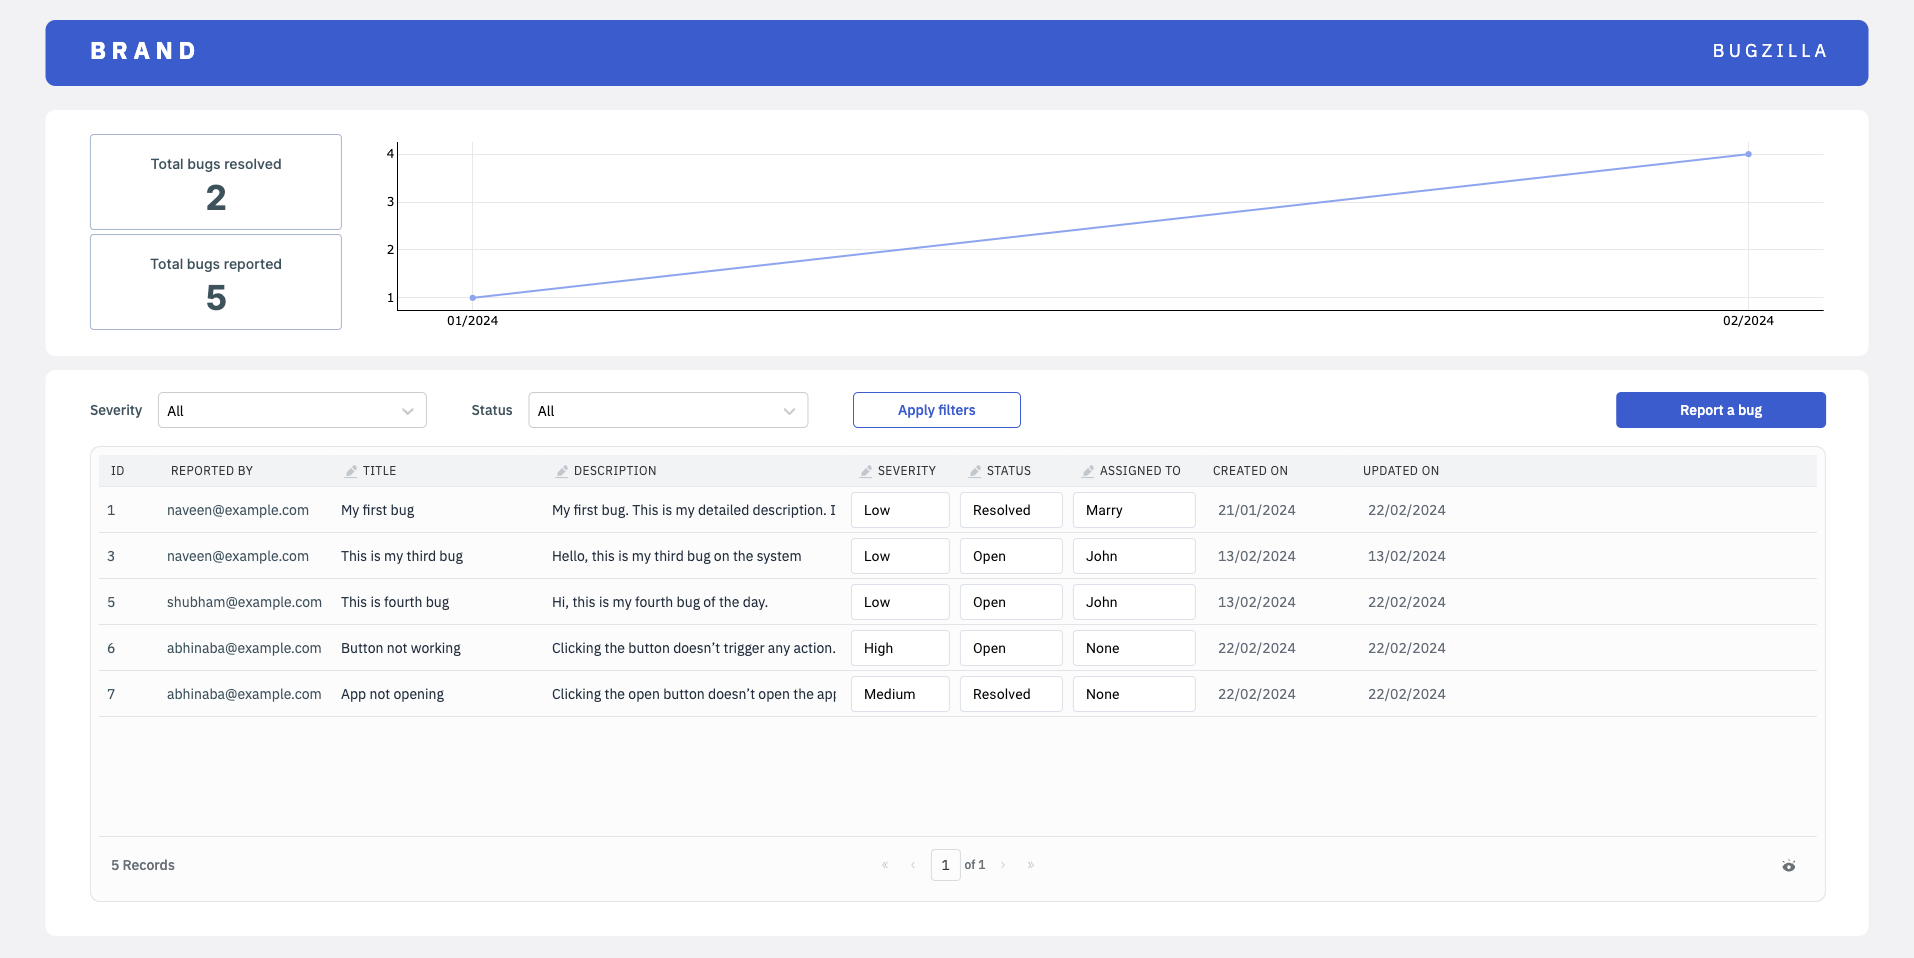 BRAND
BUGZILLA
Total bugs resolved
2
Total bugs reported
5
4
3
2
1
01/2024 02/2024
Severity All Status All Apply filters Report a bug
ID REPORTED BY TITLE DESCRIPTION SEVERITY STATUS ASSIGNED TO CREATED ON UPDATED ON
1 naveen@example.com My first bug My first bug. This is my detailed description. I Low Resolved Marry 21/01/2024 22/02/2024
3 naveen@example.com This is my third bug Hello, this is my third bug on the system Low Open John 13/02/2024 13/02/2024
5 shubham@example.com This is fourth bug Hi, this is my fourth bug of the day. Low Open John 13/02/2024 22/02/2024
6 abhinaba@example.com Button not working Clicking the button doesn’t trigger any action. High Open None 22/02/2024 22/02/2024
7 abhinaba@example.com App not opening Clicking the open button doesn’t open the app Medium Resolved None 22/02/2024 22/02/2024
5 Records « ‹ 1 of 1 › »